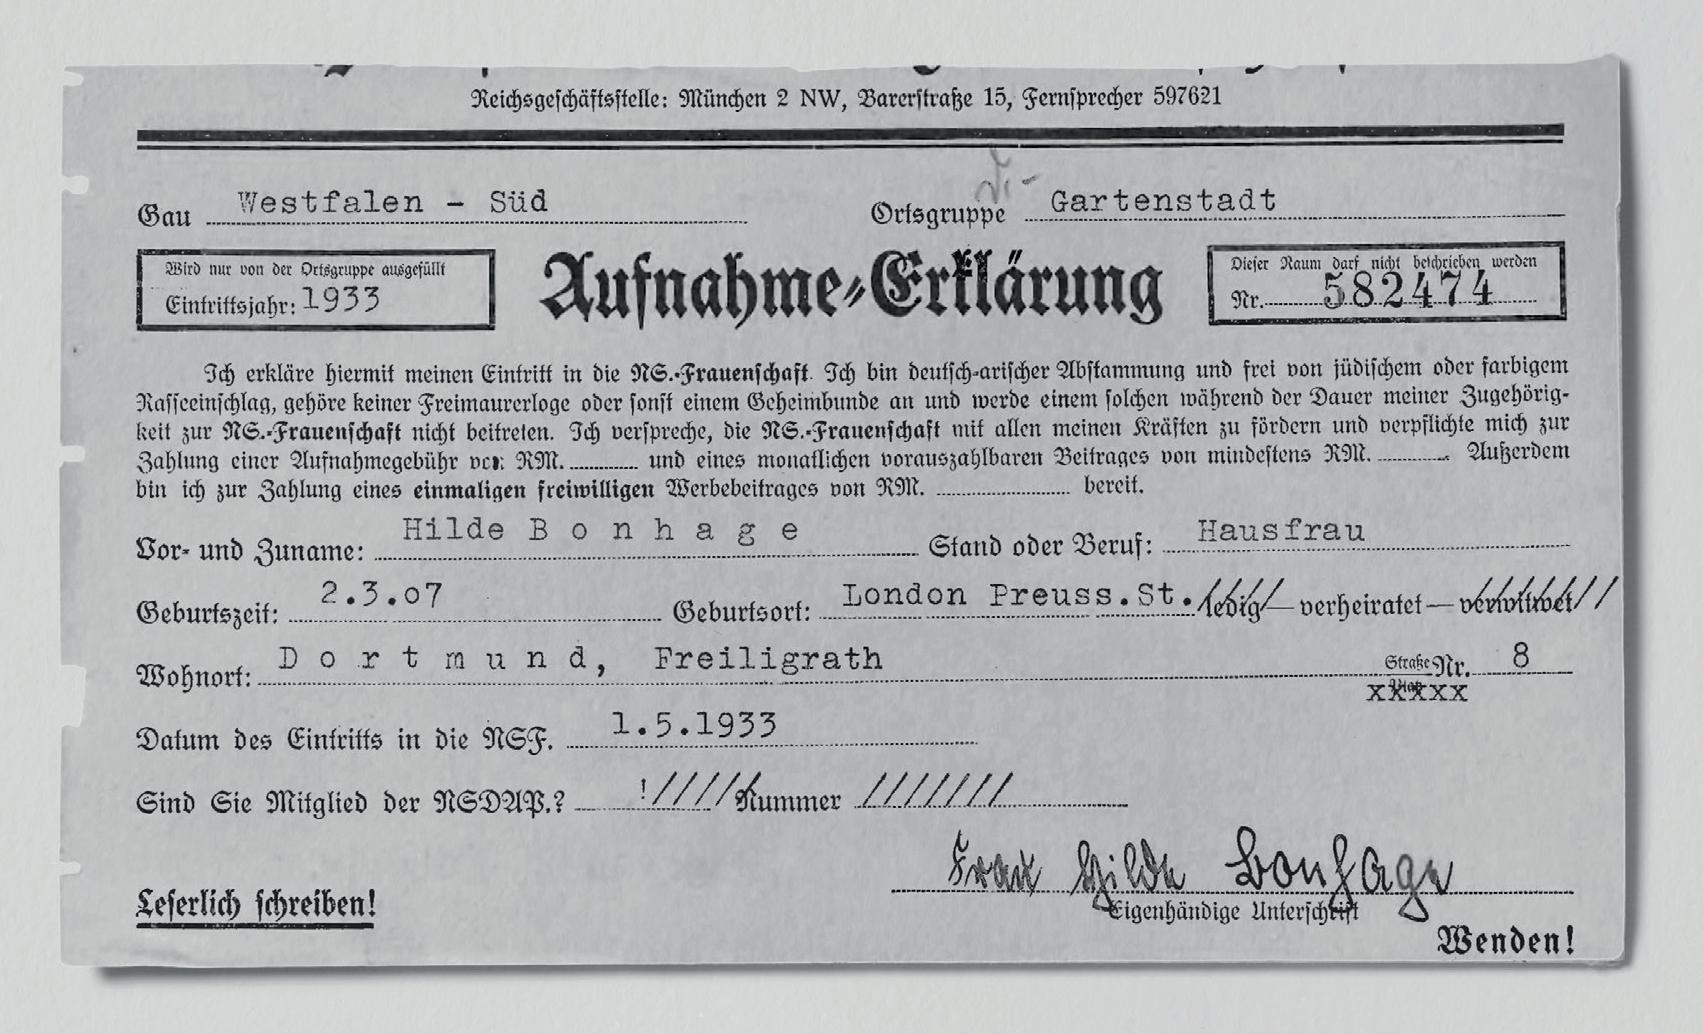 Reichsgeschäftsstelle: München 2 NW, Barerstraße 15, Fernsprecher 597621
Gau Westfalen - Süd Ortsgruppe Gartenstadt
Wird nur von der Ortsgruppe ausgefüllt
Eintrittsjahr: 1933
Aufnahme-Erklärung
Dieser Raum darf nicht beschrieben werden
Nr. 582474
Ich erkläre hiermit meinen Eintritt in die NS.-Frauenschaft. Ich bin deutsch-arischer Abstammung und frei von jüdischem oder farbigem
Rasseeinschlag, gehöre keiner Freimaurerloge oder sonst einem Geheimbunde an und werde einem solchen während der Dauer meiner Zugehörig-
keit zur NS.-Frauenschaft nicht beitreten. Ich verspreche, die NS.-Frauenschaft mit allen meinen Kräften zu fördern und verpflichte mich zur
Zahlung einer Aufnahmegebühr von RM. und eines monatlichen vorauszahlbaren Beitrages von mindestens RM. Außerdem
bin ich zur Zahlung eines einmaligen freiwilligen Werbebeitrages von RM. bereit.
Vor- und Zuname: Hilde Bonhage Stand oder Beruf: Hausfrau
Geburtszeit: 2.3.07 Geburtsort: London Preuss.St. ledig — verheiratet — verwitwet
Wohnort: Dortmund, Freiligrath Straße Nr. 8
xxxxx
Datum des Eintritts in die NSF. 1.5.1933
Sind Sie Mitglied der NSDAP.? !///// Nummer ///////
Frau Hilde Bonhage
Leserlich schreiben! Eigenhändige Unterschrift
Wenden!